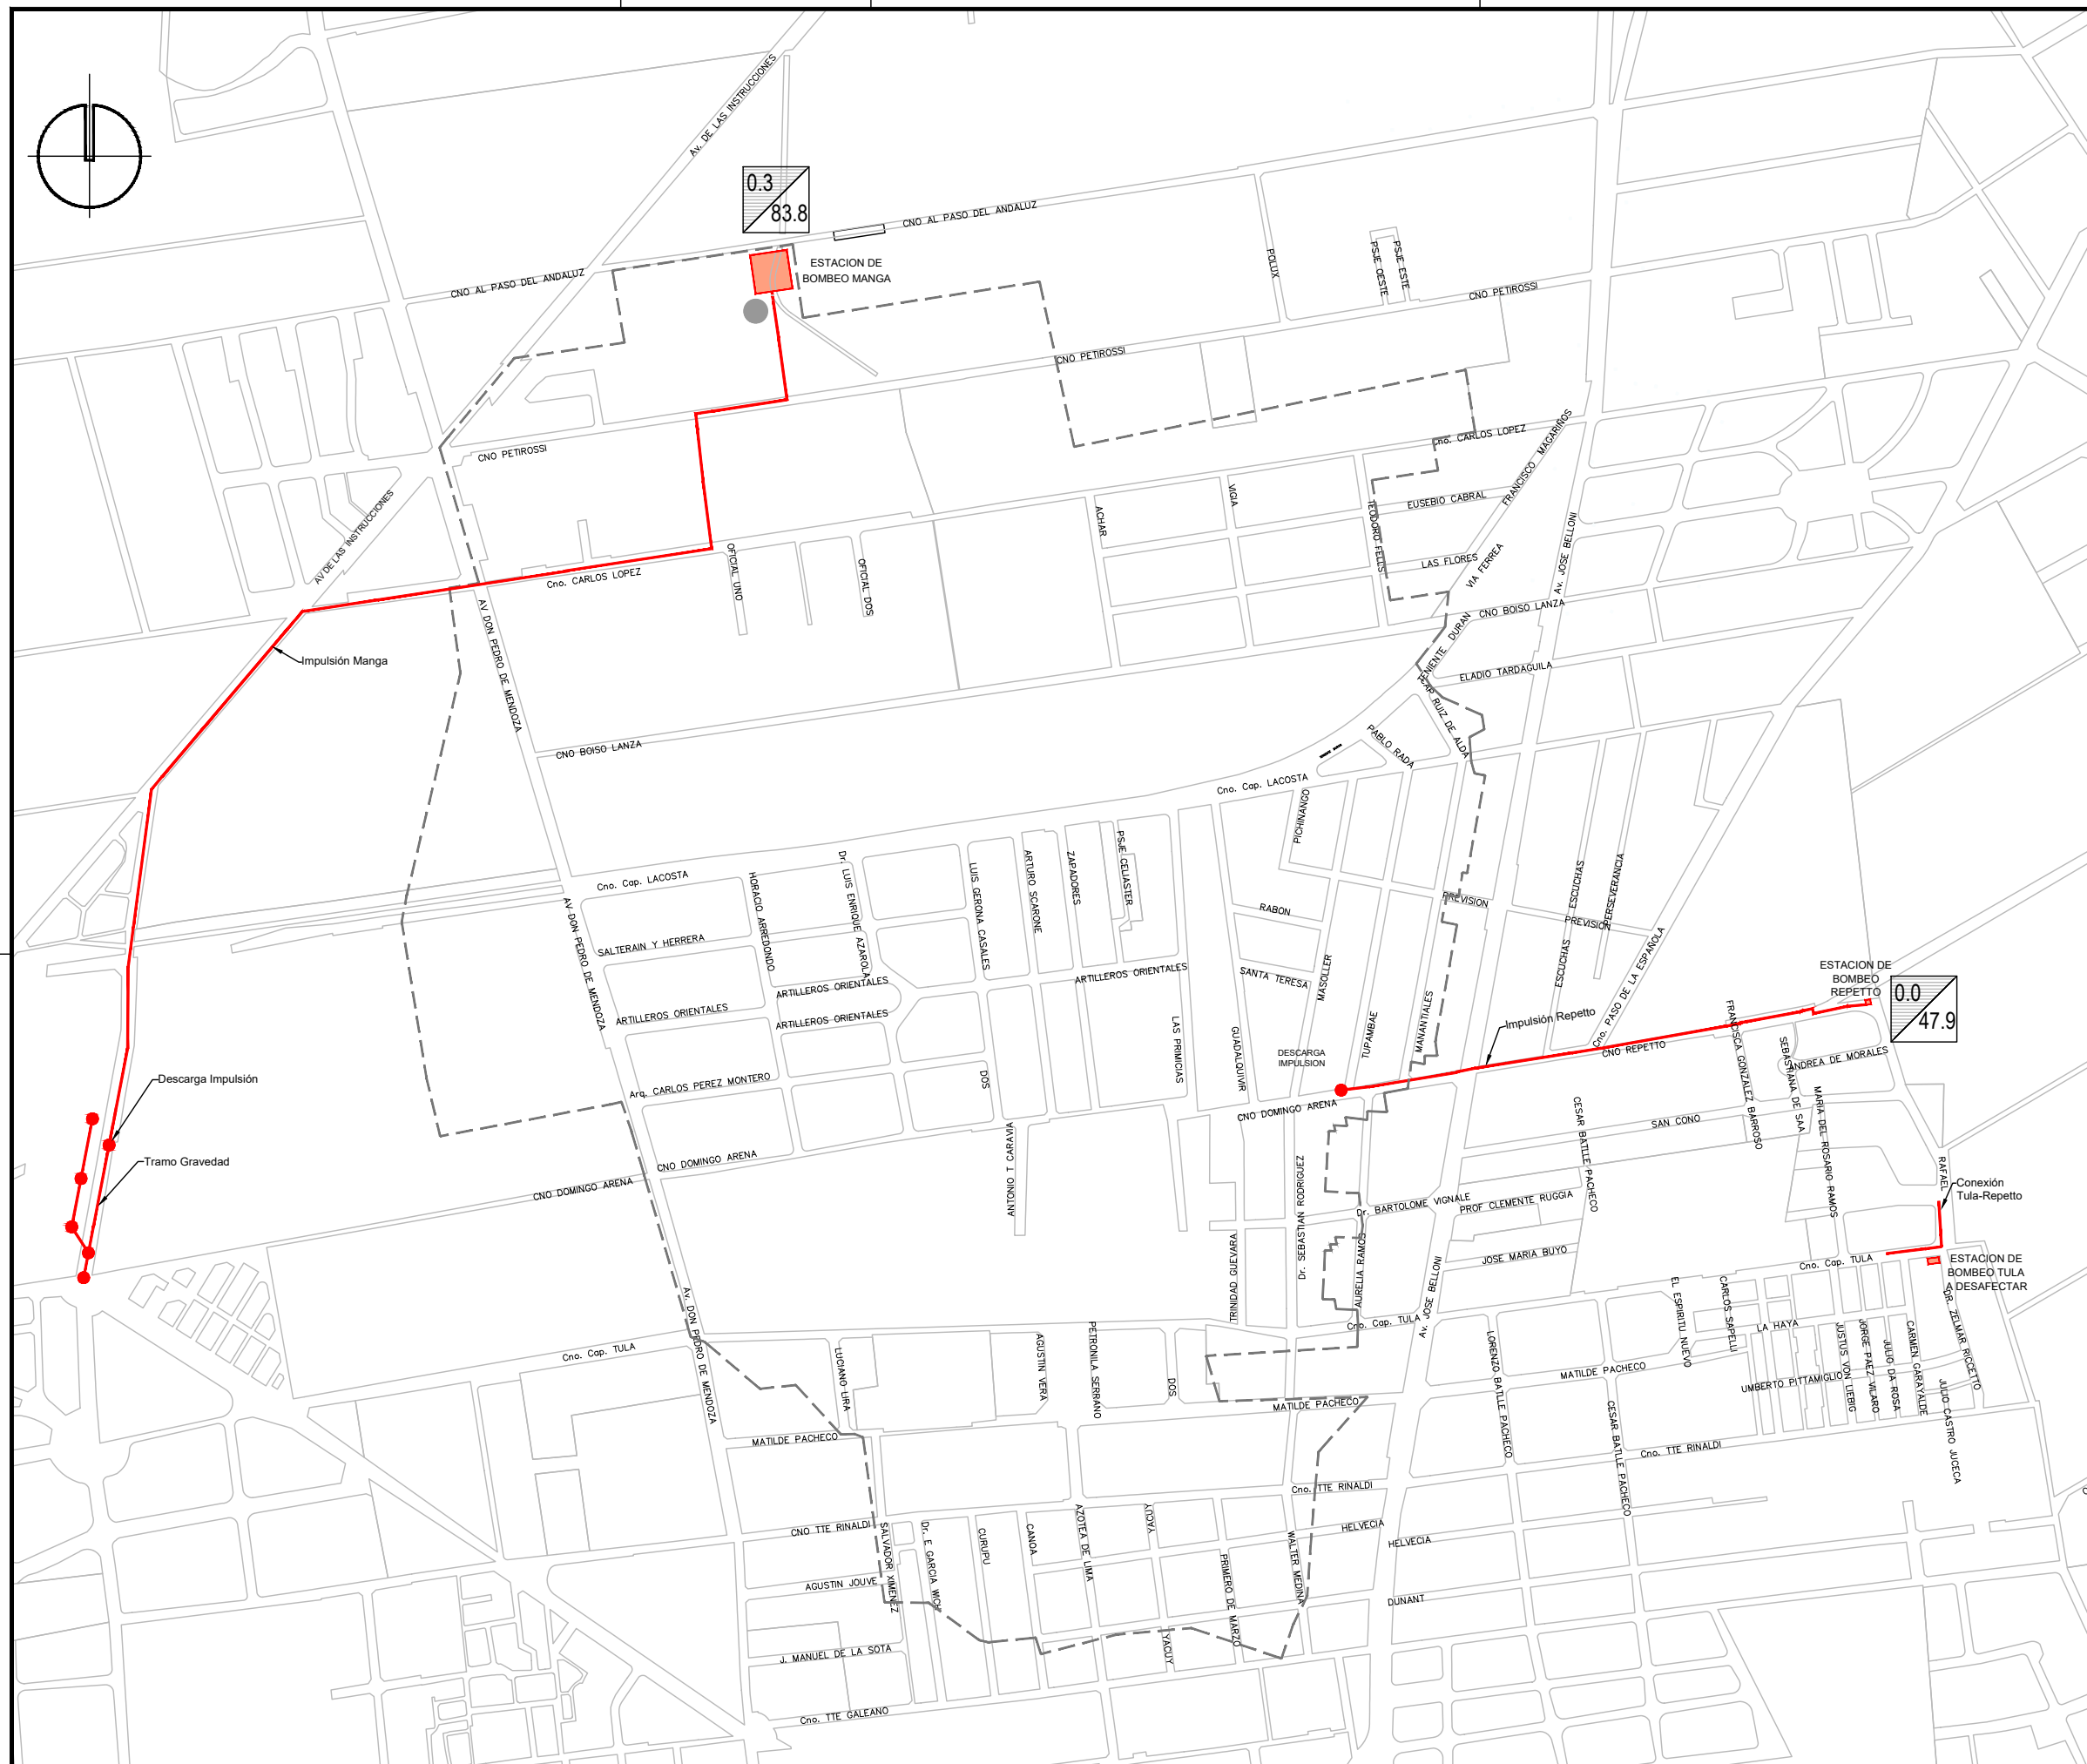 AV. DE LAS INSTRUCCIONES
0.3
83.8
CNO AL PASO DEL ANDALUZ
CNO AL PASO DEL ANDALUZ
ESTACION DE
BOMBEO MANGA
POLUX
PSJE OESTE
PSJE ESTE
CNO PETIROSSI
CNO PETIROSSI
CNO PETIROSSI
Cno. CARLOS LOPEZ
FRANCISCO MAGARIÑOS
EUSEBIO CABRAL
VIGIA
ACHAR
TEODORO FELLS
AV DE LAS INSTRUCCIONES
OFICIAL UNO
OFICIAL DOS
LAS FLORES
VIA FERREA
Av. JOSE BELLONI
Cno. CARLOS LOPEZ
CNO BOISO LANZA
AV DON PEDRO DE MENDOZA
TENIENTE DURAN
Impulsión Manga
ELADIO TARDAGUILA
CAP RUIZ DE ALDA
PABLO RADA
CNO BOISO LANZA
Cno. Cap. LACOSTA
PICHINANGO
Cno. Cap. LACOSTA
HORACIO ARREDONDO
Dr. LUIS ENRIQUE AZAROLA
LUIS GERONA CASALES
ARTURO SCARONE
ZAPADORES
PSJE CELIASTER
ESCUCHAS
PERSEVERANCIA
PREVISION
RABON
PREVISION
AV DON PEDRO DE MENDOZA
SALTERAIN Y HERRERA
ESCUCHAS
Cno. PASO DE LA ESPAÑOLA
ESTACION DE
BOMBEO
REPETTO
0.0
47.9
ARTILLEROS ORIENTALES
ARTILLEROS ORIENTALES
SANTA TERESA
MASOLLER
ARTILLEROS ORIENTALES
ARTILLEROS ORIENTALES
LAS PRIMICIAS
GUADALQUIVIR
TUPAMBAE
MANANTIALES
Impulsión Repetto
FRANCISCA GONZALEZ BARROSO
SEBASTIANA DE SAA
CNO REPETTO
ANDREA DE MORALES
DESCARGA
IMPULSION
Descarga Impulsión
Arq. CARLOS PEREZ MONTERO
DOS
CNO DOMINGO ARENA
CESAR BATLLE PACHECO
SAN CONO
MARIA DEL ROSARIO RAMOS
Tramo Gravedad
CNO DOMINGO ARENA
CNO DOMINGO ARENA
ANTONINO T CARAVIA
Dr. SEBASTIAN RODRIGUEZ
Dr. BARTOLOME VIGNALE
PROF CLEMENTE RUGGIA
RAFAEL
Conexión
Tula-Repetto
TRINIDAD GUEVARA
AURELIA RAMOS
JOSE MARIA BUYO
Cno. Cap. TULA
ESTACION DE
BOMBEO TULA
A DESAFECTAR
Av. JOSE BELLONI
Av. DON PEDRO DE MENDOZA
EL ESPIRITU NUEVO
CARLOS SAPELLI
DR. ZELMAR RICCETTO
Cno. Cap. TULA
Cno. Cap. TULA
LUCIANO LIRA
AGUSTIN VERA
PETRONILA SERRANO
DOS
LORENZO BATLLE PACHECO
LA HAYA
JUSTUS VON LIEBIG
JORGE PAEZ VILARO
JULIO DA ROSA
CARMEN GARAYALDE
MATILDE PACHECO
UMBERTO PITTAMIGLIO
JULIO CASTRO JUCECA
MATILDE PACHECO
MATILDE PACHECO
CESAR BATLLE PACHECO
Cno. TTE RINALDI
Cno. TTE RINALDI
CNO TTE RINALDI
HELVECIA
HELVECIA
SALVADOR XIMENEZ
Dr. E GARCIA WICH
CURUPU
CANOA
AZOTEA DE LIMA
YACUY
PRIMERO DE MARZO
WALTER MEDINA
AGUSTIN JOUVE
DUNANT
J. MANUEL DE LA SOTA
YACUY
Cno. TTE GALEANO